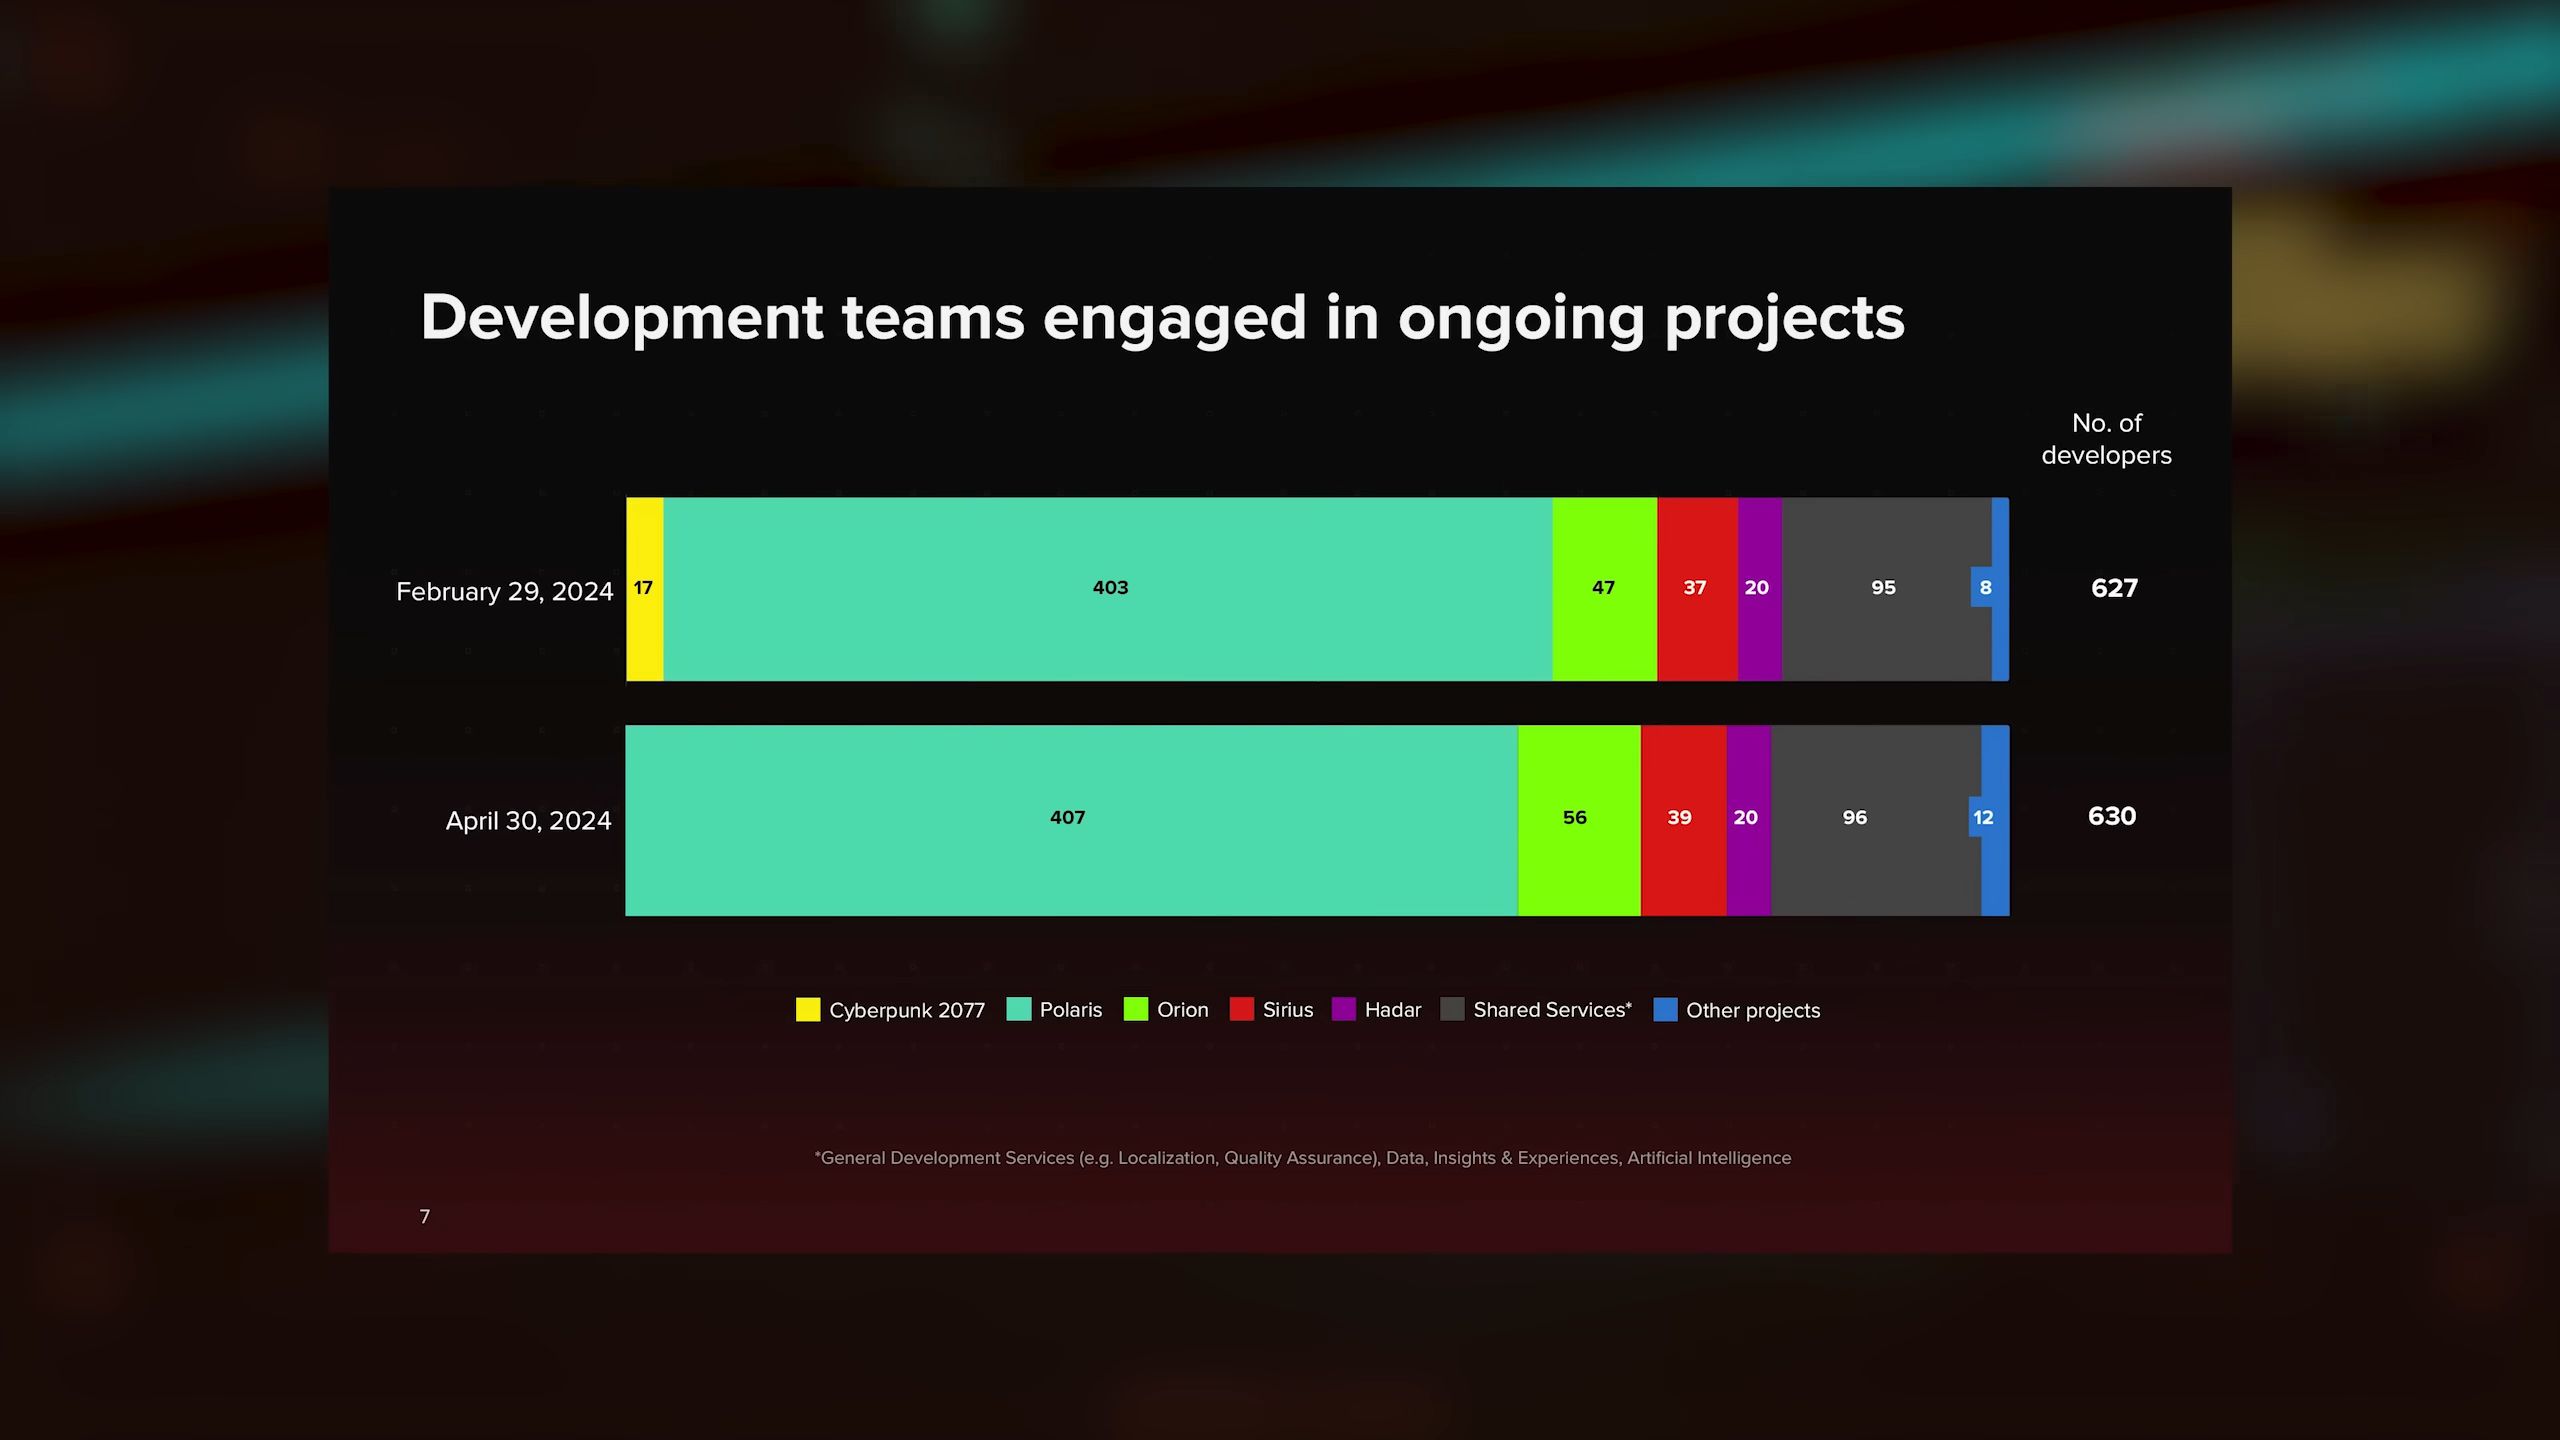 Development teams engaged in ongoing projects
No. of
developers
February 29, 2024 17 403 47 37 20 95 8 627
April 30, 2024 407 56 39 20 96 12 630
Cyberpunk 2077 Polaris Orion Sirius Hadar Shared Services* Other projects
*General Development Services (e.g. Localization, Quality Assurance), Data, Insights & Experiences, Artificial Intelligence
7